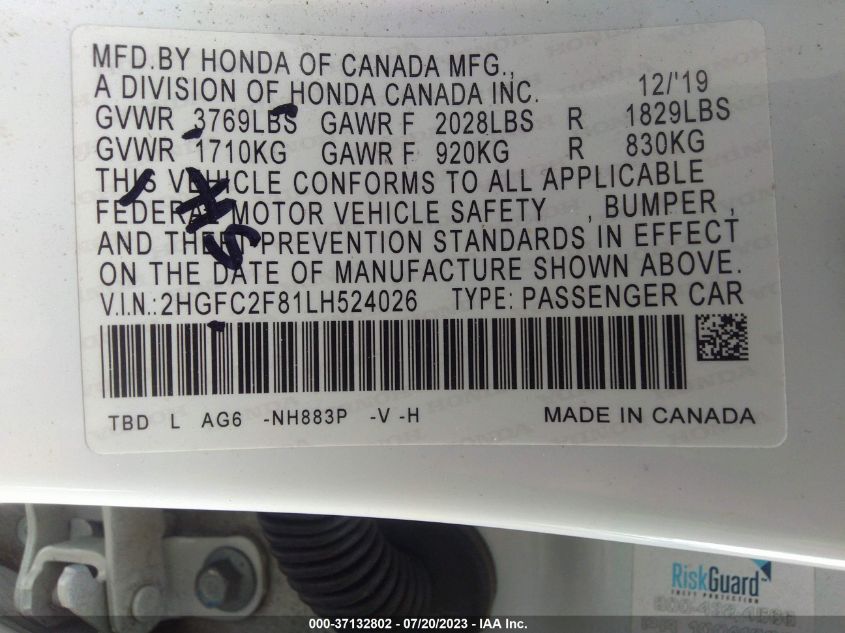 MFD.BY HONDA OF CANADA MFG.,
A DIVISION OF HONDA CANADA INC. 12/'19
GVWR 3769LBS GAWR F 2028LBS R 1829LBS
GVWR 1710KG GAWR F 920KG R 830KG
THIS VEHICLE CONFORMS TO ALL APPLICABLE
FEDERAL MOTOR VEHICLE SAFETY , BUMPER ,
AND THEFT PREVENTION STANDARDS IN EFFECT
ON THE DATE OF MANUFACTURE SHOWN ABOVE.
V.I.N.:2HGFC2F81LH524026 TYPE: PASSENGER CAR
TBD L AG6 -NH883P -V -H MADE IN CANADA
RiskGuard
THEFT PROTECTION
000-37132802 - 07/20/2023 - IAA Inc.